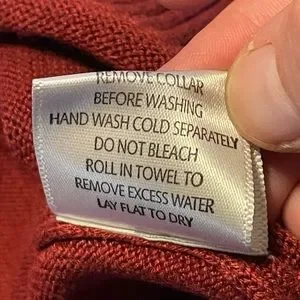 REMOVE COLLAR
BEFORE WASHING
HAND WASH COLD SEPARATELY
DO NOT BLEACH
ROLL IN TOWEL TO
REMOVE EXCESS WATER
LAY FLAT TO DRY